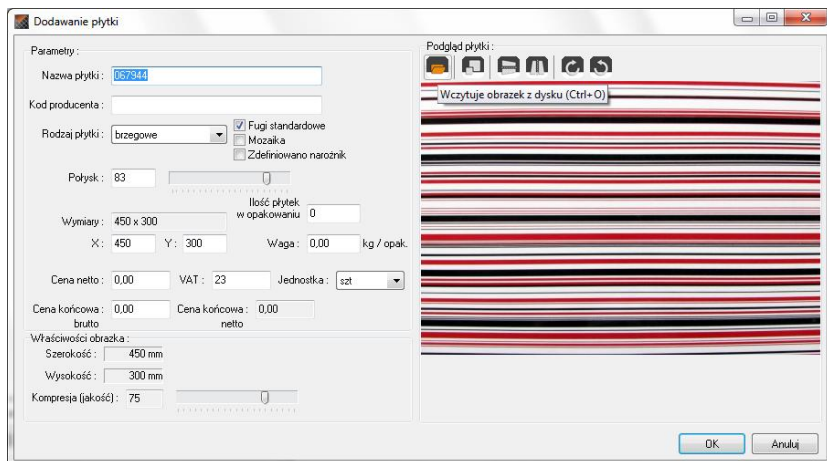 Dodawanie płytki
Parametry :
Nazwa płytki : 067944
Kod producenta :
Rodzaj płytki : brzegowe
Fugi standardowe
Mozaika
Zdefiniowano narożnik
Połysk : 83
Ilość płytek
w opakowaniu 0
Wymiary : 450 x 300
X : 450 Y : 300 Waga : 0,00 kg / opak.
Cena netto : 0,00 VAT : 23 Jednostka : szt
Cena końcowa : 0,00 Cena końcowa : 0,00
brutto netto
Właściwości obrazka :
Szerokość : 450 mm
Wysokość : 300 mm
Kompresja (jakość) : 75
Podgląd płytki :
Wczytuje obrazek z dysku (Ctrl+O)
OK Anuluj